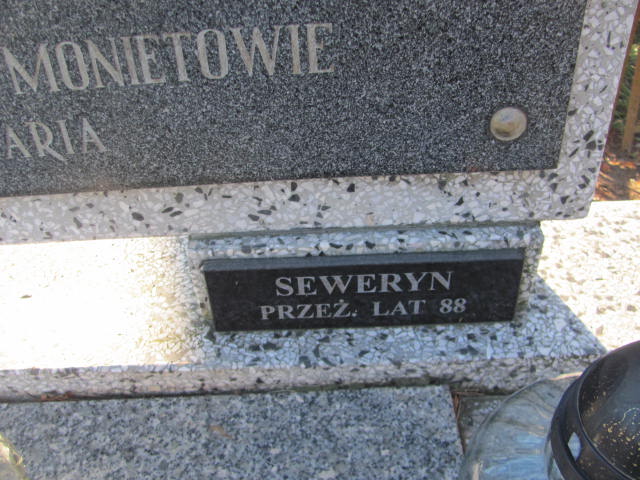 MONIETOWIE
ARIA
SEWERYN
PRZEŻ. LAT 88